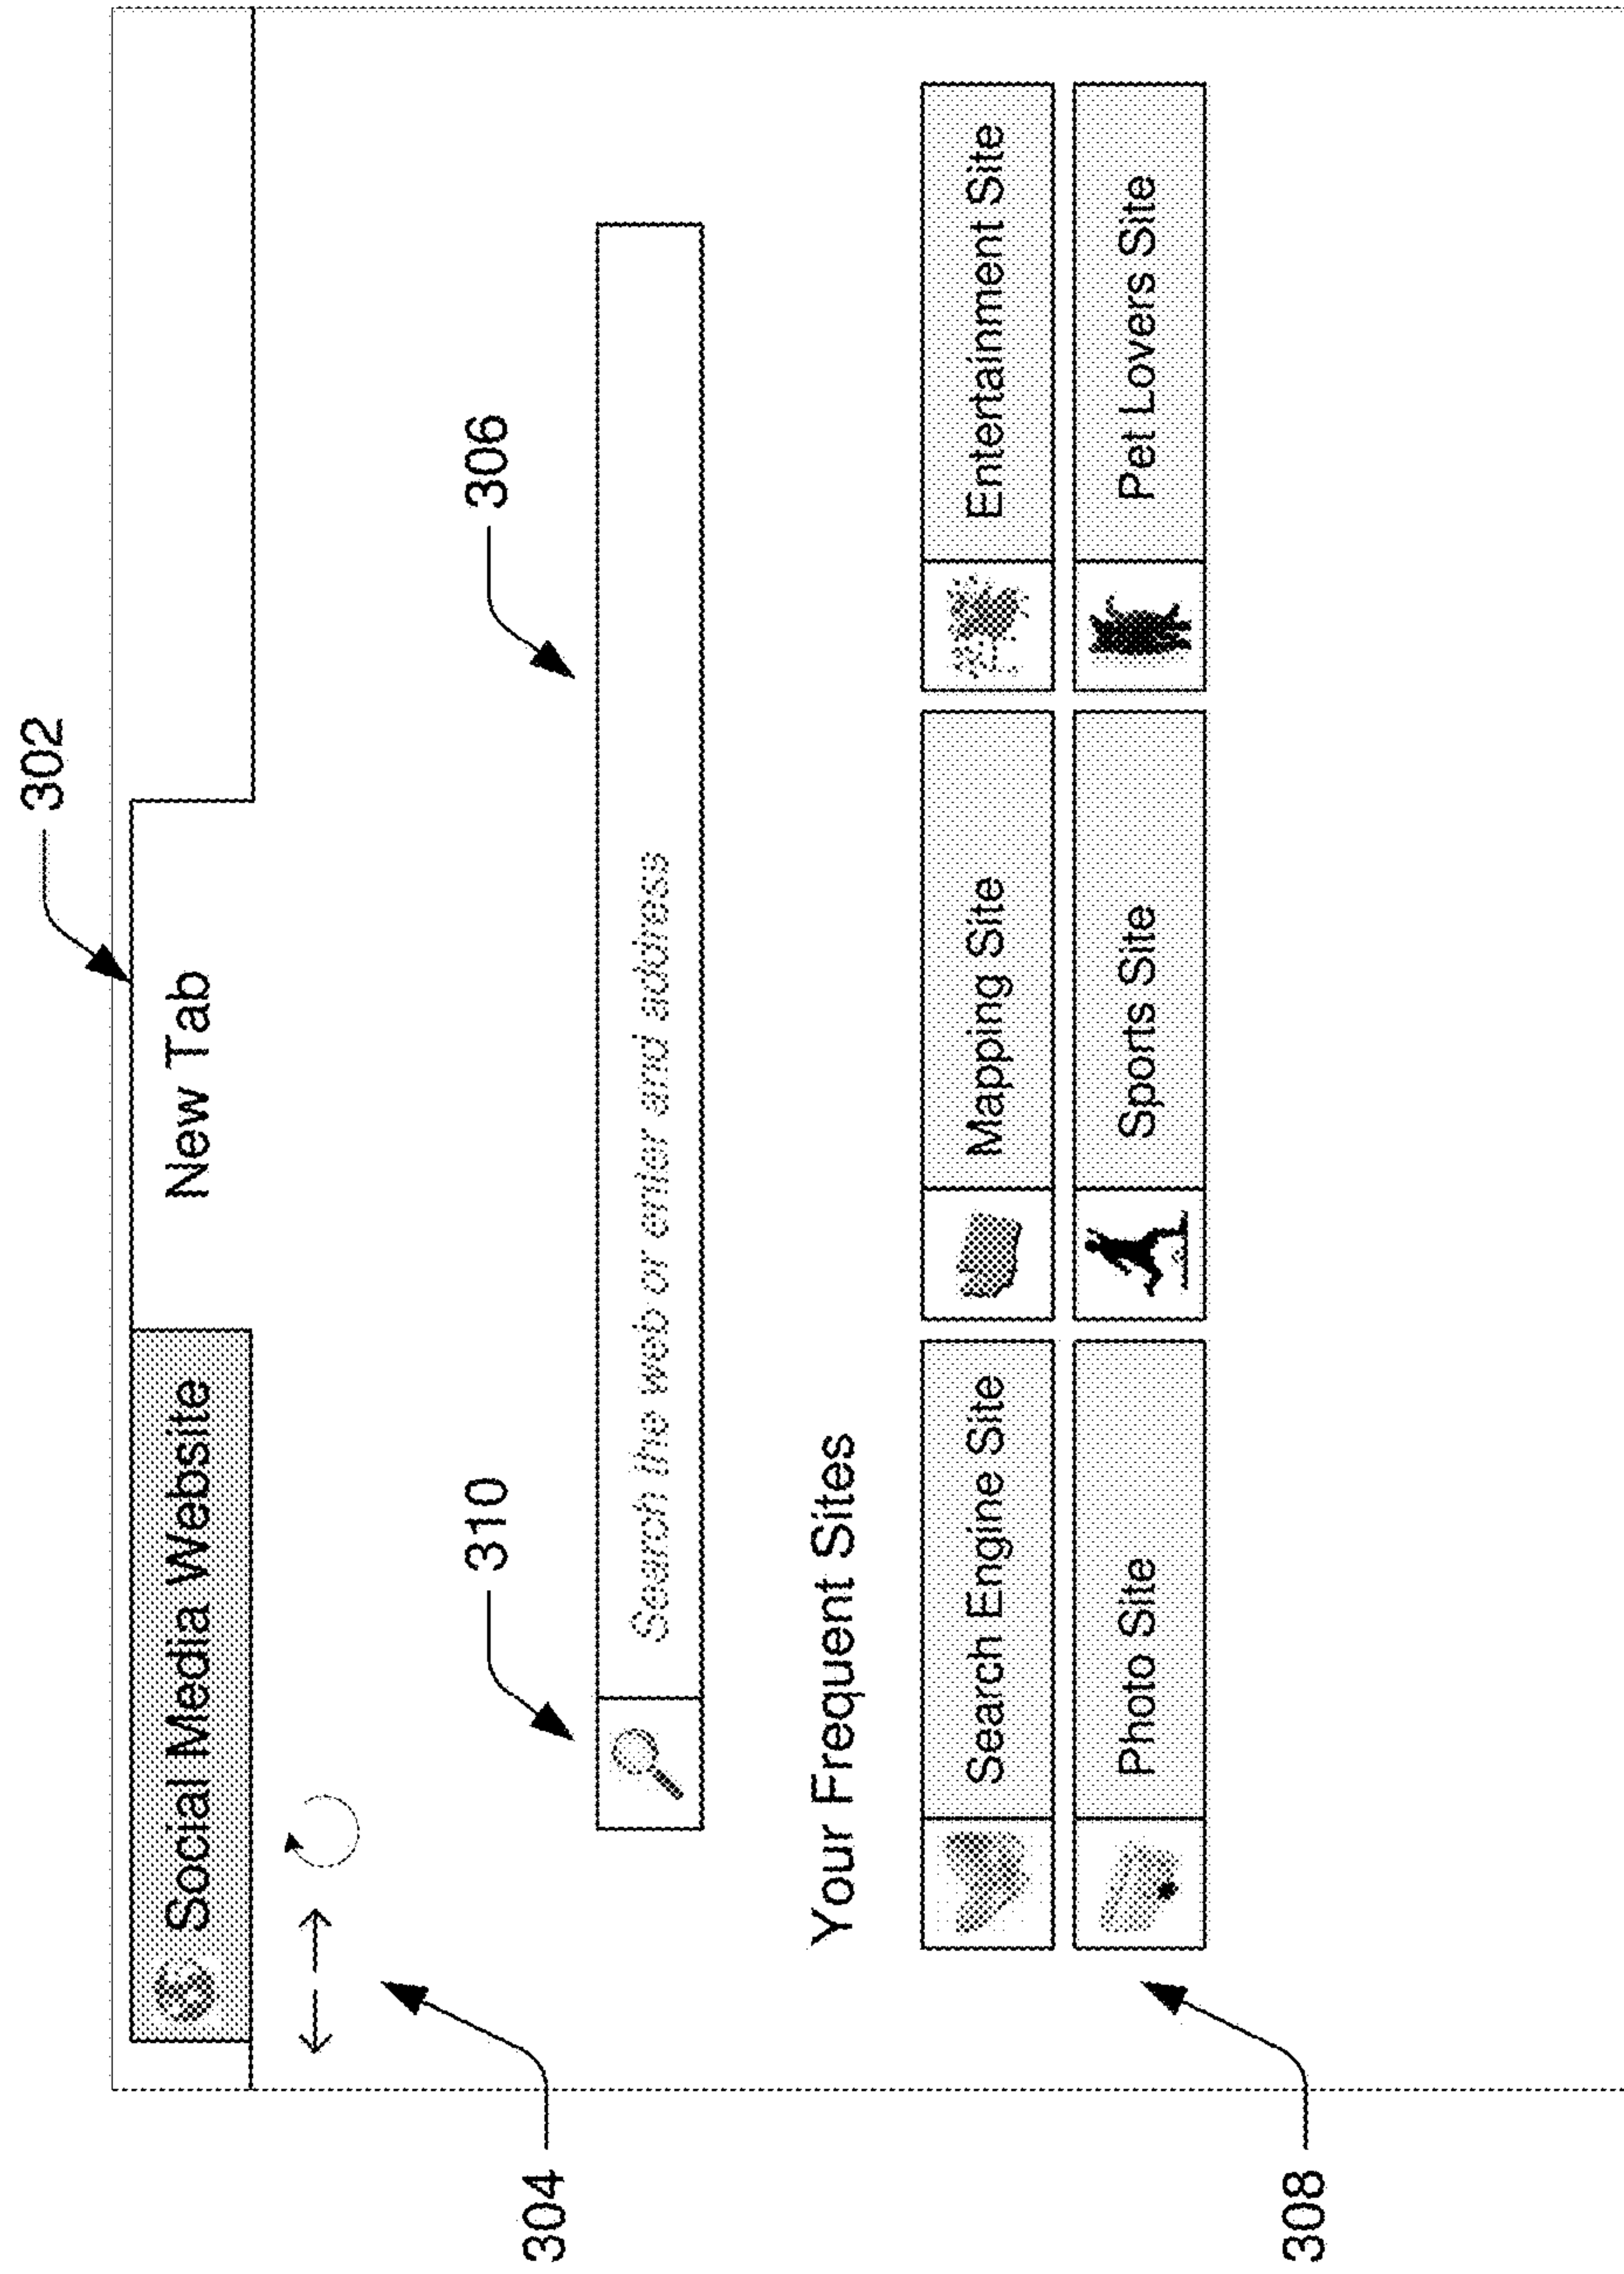 302
Social Media Website
New Tab
304
310
306
Search the web or enter and address
Your Frequent Sites
308
Search Engine Site
Mapping Site
Entertainment Site
Photo Site
Sports Site
Pet Lovers Site